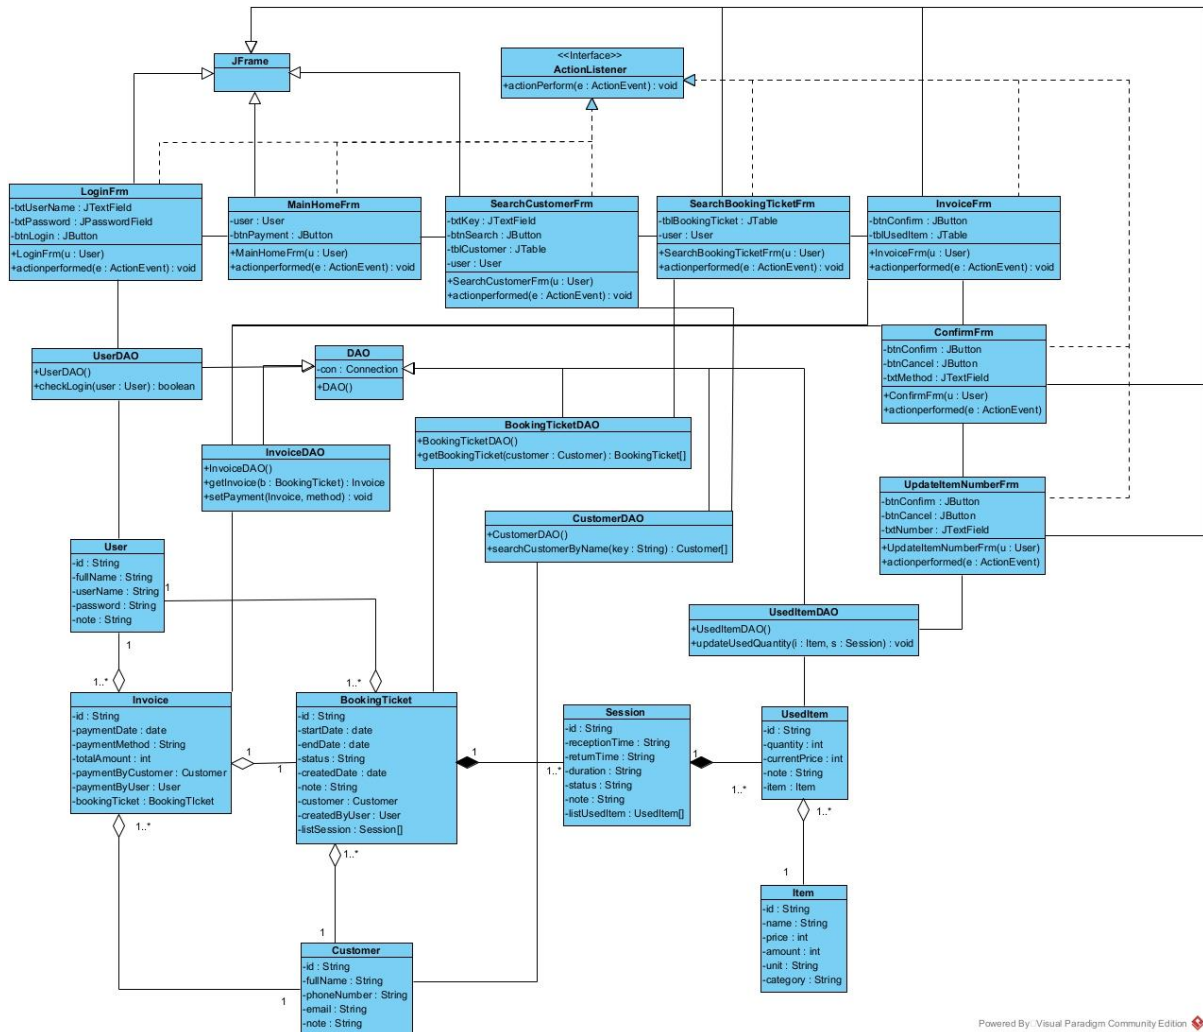 JFrame
<<Interface>>
ActionListener
+actionPerform(e : ActionEvent) : void
LoginFrm
-txtUserName : JTextField
-txtPassword : JPasswordField
-btnLogin : JButton
+LoginFrm(u : User)
+actionperformed(e : ActionEvent) : void
MainHomeFrm
-user : User
-btnPayment : JButton
+MainHomeFrm(u : User)
+actionperformed(e : ActionEvent) : void
SearchCustomerFrm
-txtKey : JTextField
-btnSearch : JButton
-tblCustomer : JTable
-user : User
+SearchCustomerFrm(u : User)
+actionperformed(e : ActionEvent) : void
SearchBookingTicketFrm
-tblBookingTicket : JTable
-user : User
+SearchBookingTicketFrm(u : User)
+actionperformed(e : ActionEvent) : void
InvoiceFrm
-btnConfirm : JButton
-tblUsedItem : JTable
+InvoiceFrm(u : User)
+actionperformed(e : ActionEvent) : void
ConfirmFrm
-btnConfirm : JButton
-btnCancel : JButton
-txtMethod : JTextField
+ConfirmFrm(u : User)
+actionperformed(e : ActionEvent)
UserDAO
+UserDAO()
+checkLogin(user : User) : boolean
DAO
-con : Connection
+DAO()
BookingTicketDAO
+BookingTicketDAO()
+getBookingTicket(customer : Customer) : BookingTicket[]
InvoiceDAO
+InvoiceDAO()
+getInvoice(b : BookingTicket) : Invoice
+setPayment(Invoice, method) : void
UpdateItemNumberFrm
-btnConfirm : JButton
-btnCancel : JButton
-txtNumber : JTextField
+UpdateItemNumberFrm(u : User)
+actionperformed(e : ActionEvent)
CustomerDAO
+CustomerDAO()
+searchCustomerByName(key : String) : Customer[]
User
-id : String
-fullName : String
-userName : String
-password : String
-note : String
1
1
UsedItemDAO
+UsedItemDAO()
+updateUsedQuantity(i : Item, s : Session) : void
1..*
1..*
Invoice
-id : String
-paymentDate : date
-paymentMethod : String
-totalAmount : int
-paymentByCustomer : Customer
-paymentByUser : User
-bookingTicket : BookingTIcket
1
1
BookingTicket
-id : String
-startDate : date
-endDate : date
-status : String
-createdDate : date
-note : String
-customer : Customer
-createdByUser : User
-listSession : Session[]
1
1..*
Session
-id : String
-receptionTime : String
-returnTime : String
-duration : String
-status : String
-note : String
-listUsedItem : UsedItem[]
1
1..*
UsedItem
-id : String
-quantity : int
-currentPrice : int
-note : String
-item : Item
1..*
1
1..*
1..*
1
1
Item
-id : String
-name : String
-price : int
-amount : int
-unit : String
-category : String
Customer
-id : String
-fullName : String
-phoneNumber : String
-email : String
-note : String
Powered By: Visual Paradigm Community Edition